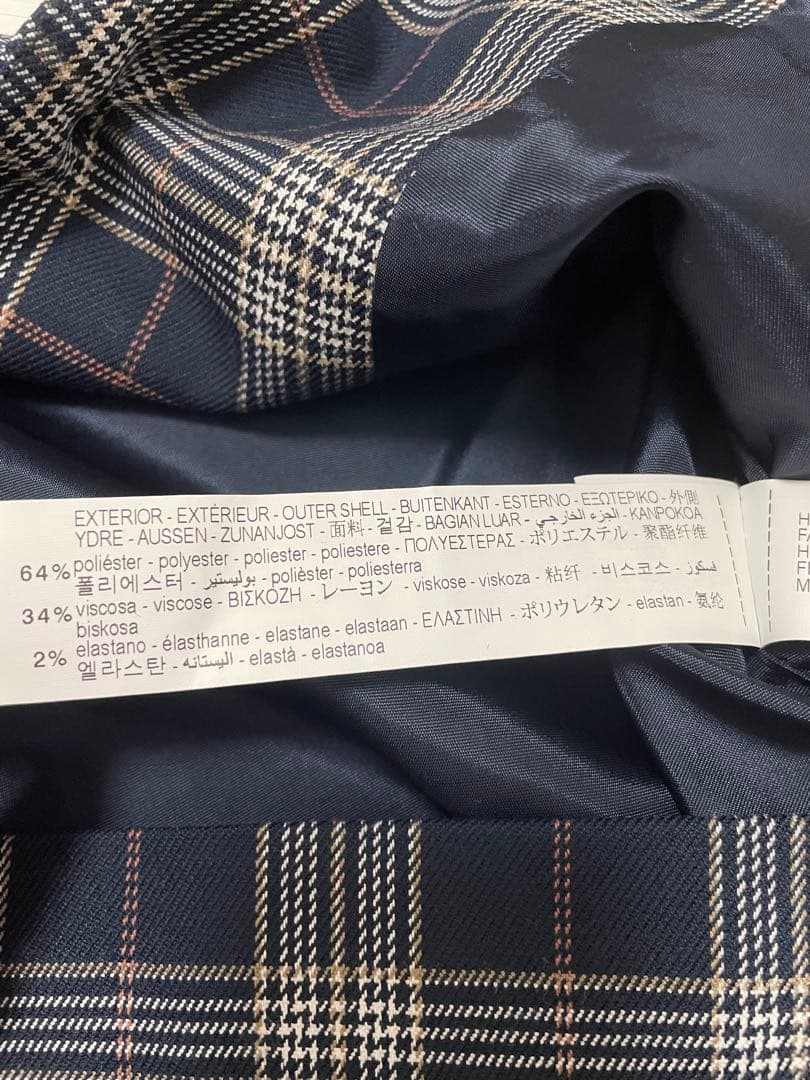 EXTERIOR - EXTÉRIEUR - OUTER SHELL - BUITENKANT - ESTERNO - ΕΞΩΤΕΡΙΚΟ - 外側
YDRE - AUSSEN - ZUNANJOST - 面料 - 겉감 - BAGIAN LUAR - الجزء الخارجي - KANPOKOA
64% poliéster - polyester - poliester - poliestere - ΠΟΛΥΕΣΤΕΡΑΣ - ポリエステル - 聚酯纤维
폴리에스터 - بوليستير - polièster - poliesterra
34% viscosa - viscose - ΒΙΣΚΟΖΗ - レーヨン - viskose - viskoza - 粘纤 - 비스코스 - فسكوز
biskosa
2% elastano - élasthanne - elastane - elastaan - ΕΛΑΣΤΙΝΗ - ポリウレタン - elastan - 氨纶
엘라스탄 - اليستانه - elastà - elastanoa
H
FA
H
F
M